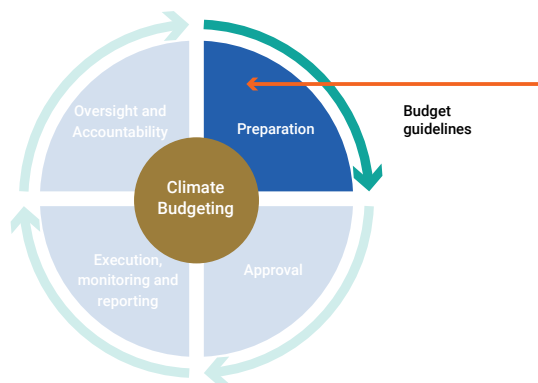 Oversight and
Accountability
Preparation
Budget
guidelines
Climate
Budgeting
Execution,
monitoring and
reporting
Approval